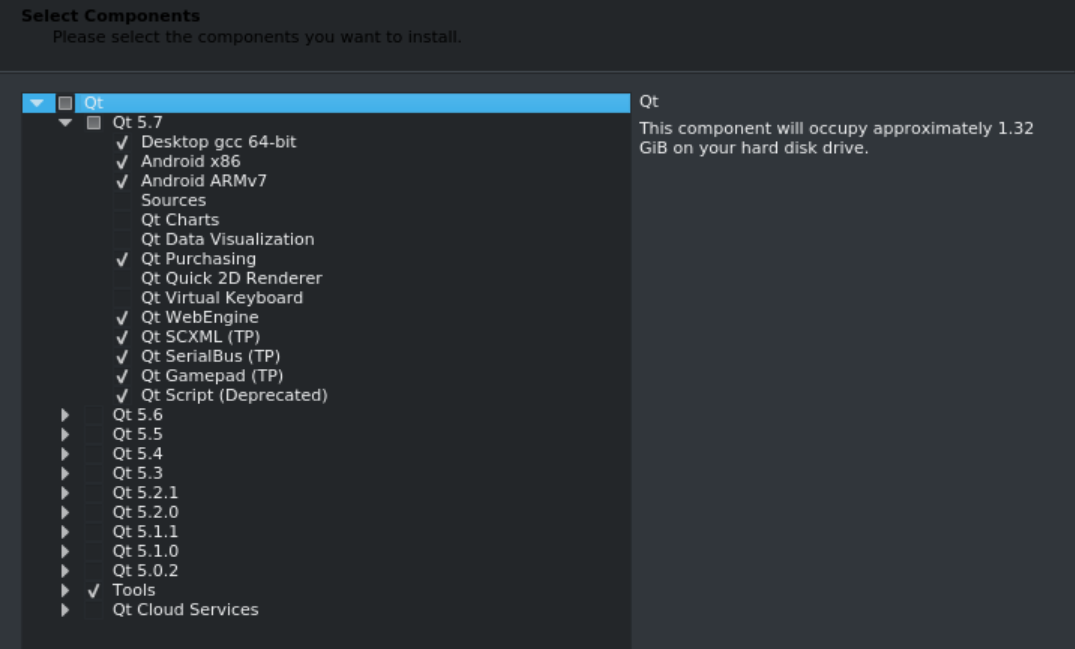 Select Components
Please select the components you want to install.
Qt
Qt 5.7
Desktop gcc 64-bit
Android x86
Android ARMv7
Sources
Qt Charts
Qt Data Visualization
Qt Purchasing
Qt Quick 2D Renderer
Qt Virtual Keyboard
Qt WebEngine
Qt SCXML (TP)
Qt SerialBus (TP)
Qt Gamepad (TP)
Qt Script (Deprecated)
Qt 5.6
Qt 5.5
Qt 5.4
Qt 5.3
Qt 5.2.1
Qt 5.2.0
Qt 5.1.1
Qt 5.1.0
Qt 5.0.2
Tools
Qt Cloud Services
Qt
This component will occupy approximately 1.32
GiB on your hard disk drive.